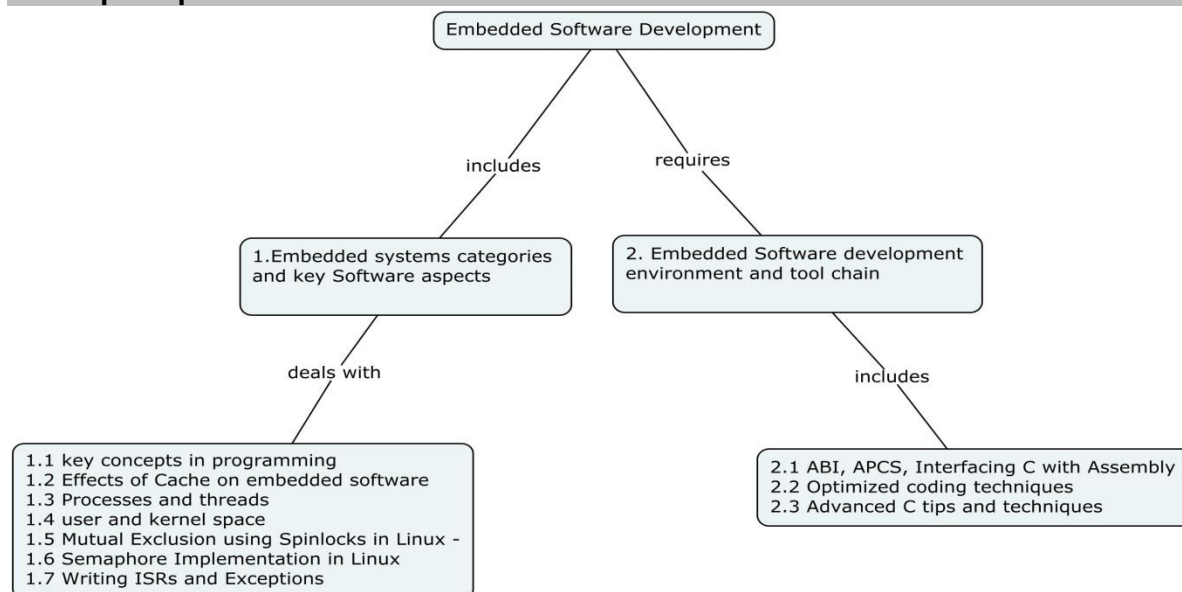 Embedded Software Development
includes
requires
1.Embedded systems categories
and key Software aspects
2. Embedded Software development
environment and tool chain
deals with
includes
1.1 key concepts in programming
1.2 Effects of Cache on embedded software
1.3 Processes and threads
1.4 user and kernel space
1.5 Mutual Exclusion using Spinlocks in Linux -
1.6 Semaphore Implementation in Linux
1.7 Writing ISRs and Exceptions
2.1 ABI, APCS, Interfacing C with Assembly
2.2 Optimized coding techniques
2.3 Advanced C tips and techniques